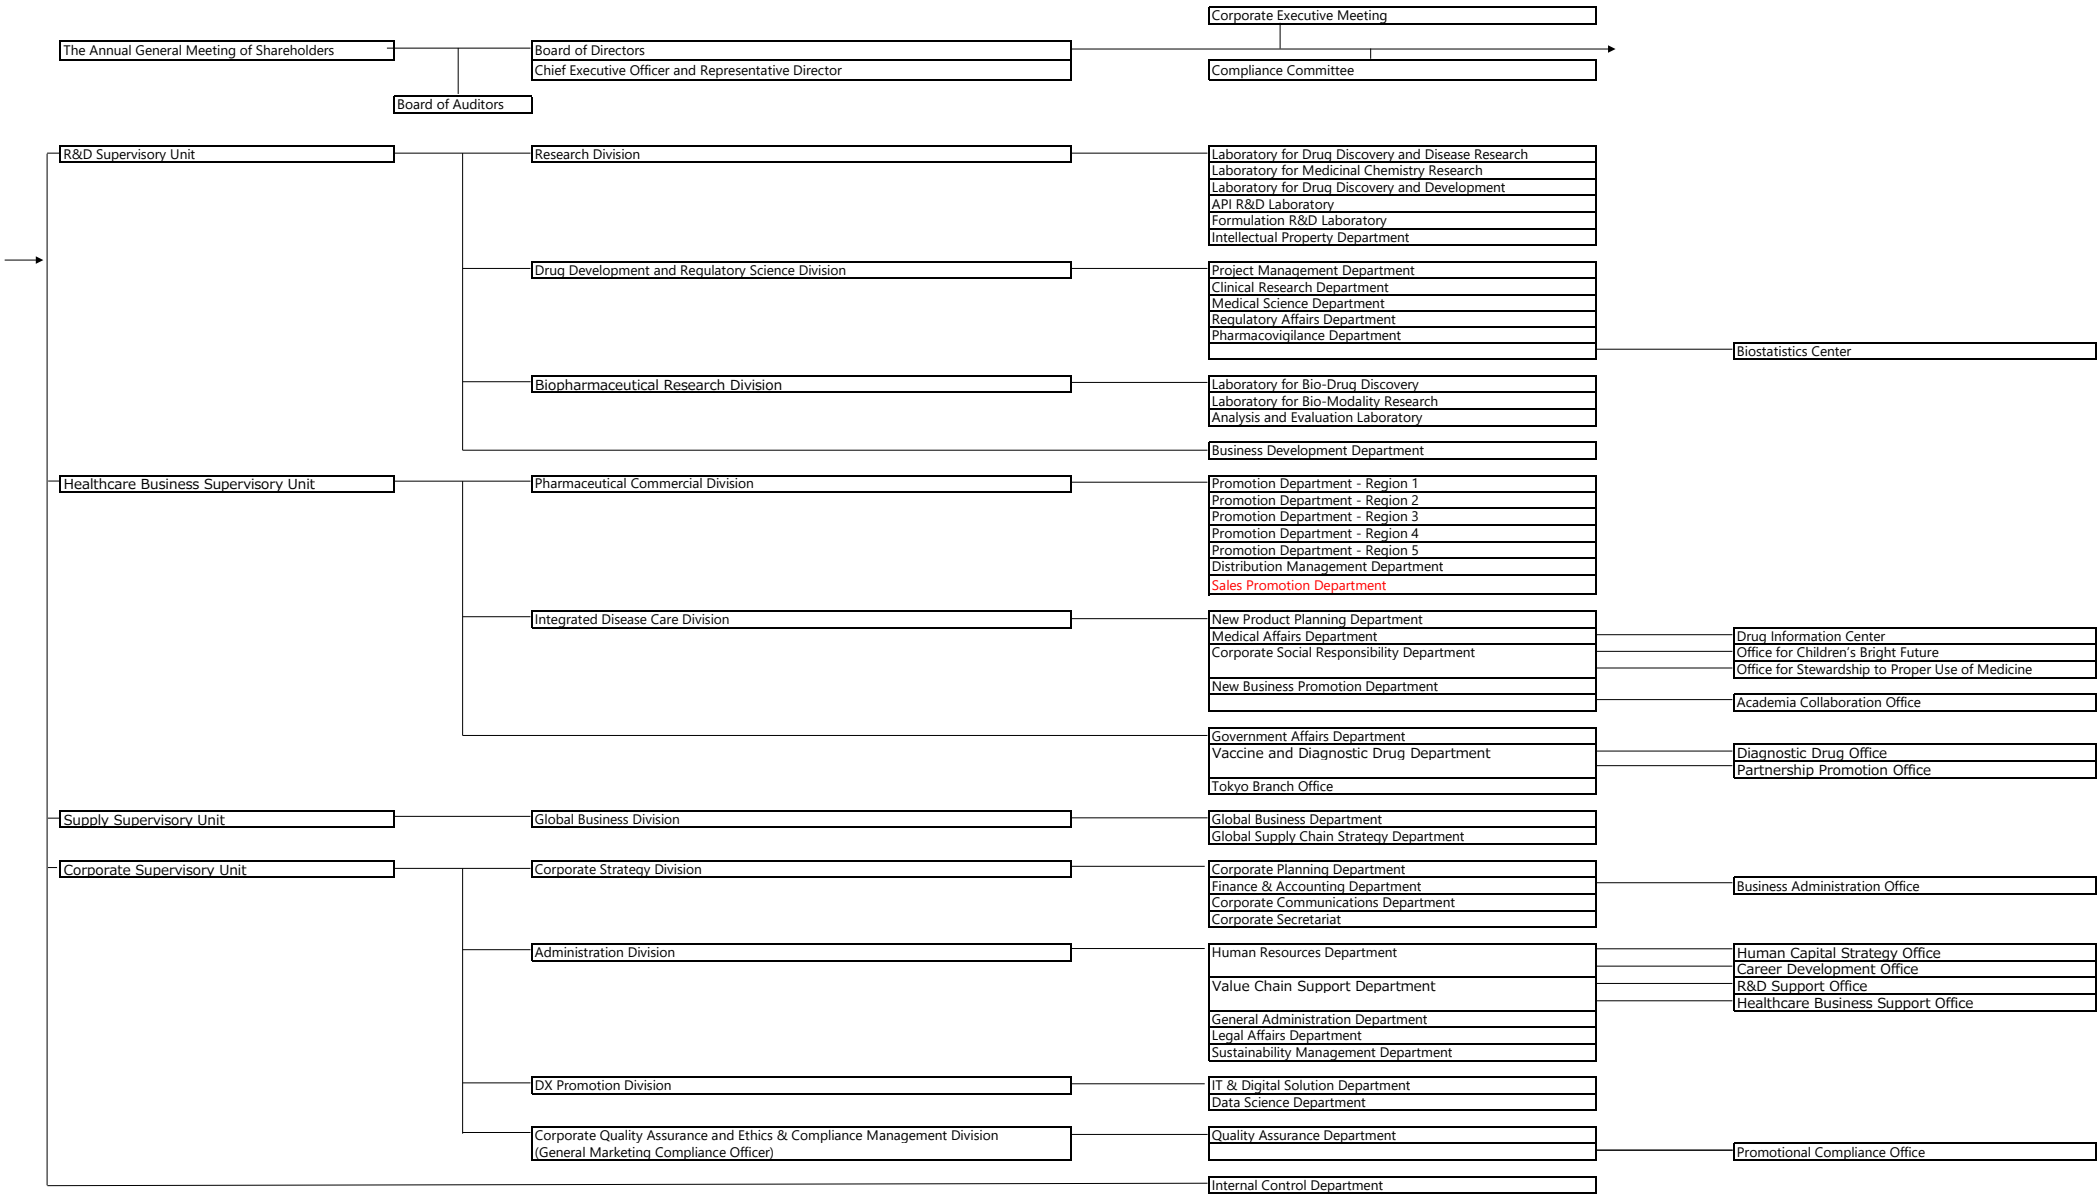 Corporate Executive Meeting
The Annual General Meeting of Shareholders
Board of Directors
Chief Executive Officer and Representative Director
Compliance Committee
Board of Auditors
R&D Supervisory Unit
Research Division
Laboratory for Drug Discovery and Disease Research
Laboratory for Medicinal Chemistry Research
Laboratory for Drug Discovery and Development
API R&D Laboratory
Formulation R&D Laboratory
Intellectual Property Department
Drug Development and Regulatory Science Division
Project Management Department
Clinical Research Department
Medical Science Department
Regulatory Affairs Department
Pharmacovigilance Department
Biostatistics Center
Biopharmaceutical Research Division
Laboratory for Bio-Drug Discovery
Laboratory for Bio-Modality Research
Analysis and Evaluation Laboratory
Business Development Department
Healthcare Business Supervisory Unit
Pharmaceutical Commercial Division
Promotion Department - Region 1
Promotion Department - Region 2
Promotion Department - Region 3
Promotion Department - Region 4
Promotion Department - Region 5
Distribution Management Department
Sales Promotion Department
Integrated Disease Care Division
New Product Planning Department
Medical Affairs Department
Drug Information Center
Corporate Social Responsibility Department
Office for Children's Bright Future
Office for Stewardship to Proper Use of Medicine
New Business Promotion Department
Academia Collaboration Office
Government Affairs Department
Vaccine and Diagnostic Drug Department
Diagnostic Drug Office
Partnership Promotion Office
Tokyo Branch Office
Supply Supervisory Unit
Global Business Division
Global Business Department
Global Supply Chain Strategy Department
Corporate Supervisory Unit
Corporate Strategy Division
Corporate Planning Department
Finance & Accounting Department
Business Administration Office
Corporate Communications Department
Corporate Secretariat
Administration Division
Human Resources Department
Human Capital Strategy Office
Career Development Office
Value Chain Support Department
R&D Support Office
Healthcare Business Support Office
General Administration Department
Legal Affairs Department
Sustainability Management Department
DX Promotion Division
IT & Digital Solution Department
Data Science Department
Corporate Quality Assurance and Ethics & Compliance Management Division
(General Marketing Compliance Officer)
Quality Assurance Department
Promotional Compliance Office
Internal Control Department